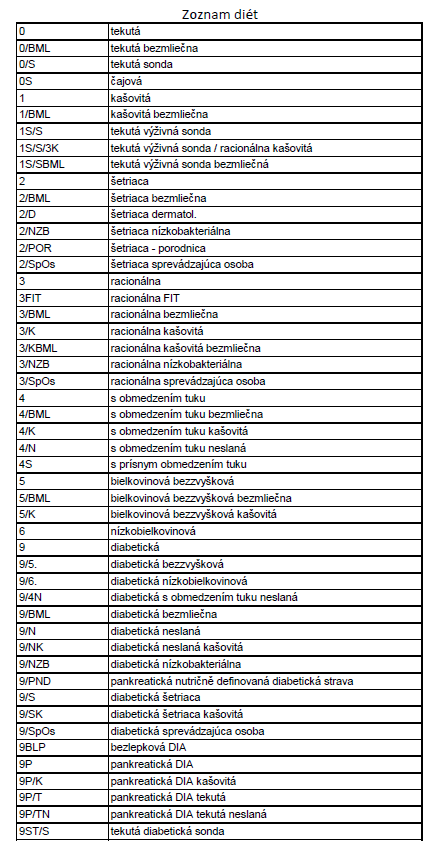 Zoznam diét
0 tekutá
0/BML tekutá bezmliečna
0/S tekutá sonda
0S čajová
1 kašovitá
1/BML kašovitá bezmliečna
1S/S tekutá výživná sonda
1S/S/3K tekutá výživná sonda / racionálna kašovitá
1S/SBML tekutá výživná sonda bezmliečná
2 šetriaca
2/BML šetriaca bezmliečna
2/D šetriaca dermatol.
2/NZB šetriaca nízkobakteriálna
2/POR šetriaca - porodnica
2/SpOs šetriaca sprevádzajúca osoba
3 racionálna
3FIT racionálna FIT
3/BML racionálna bezmliečna
3/K racionálna kašovitá
3/KBML racionálna kašovitá bezmliečna
3/NZB racionálna nízkobakteriálna
3/SpOs racionálna sprevádzajúca osoba
4 s obmedzením tuku
4/BML s obmedzením tuku bezmliečna
4/K s obmedzením tuku kašovitá
4/N s obmedzením tuku neslaná
4S s prísnym obmedzením tuku
5 bielkovinová bezzvyšková
5/BML bielkovinová bezzvyšková bezmliečna
5/K bielkovinová bezzvyšková kašovitá
6 nízkobielkovinová
9 diabetická
9/5. diabetická bezzvyšková
9/6. diabetická nízkobielkovinová
9/4N diabetická s obmedzením tuku neslaná
9/BML diabetická bezmliečna
9/N diabetická neslaná
9/NK diabetická neslaná kašovitá
9/NZB diabetická nízkobakteriálna
9/PND pankreatická nutričně definovaná diabetická strava
9/S diabetická šetriaca
9/SK diabetická šetriaca kašovitá
9/SpOs diabetická sprevádzajúca osoba
9BLP bezlepková DIA
9P pankreatická DIA
9P/K pankreatická DIA kašovitá
9P/T pankreatická DIA tekutá
9P/TN pankreatická DIA tekutá neslaná
9ST/S tekutá diabetická sonda